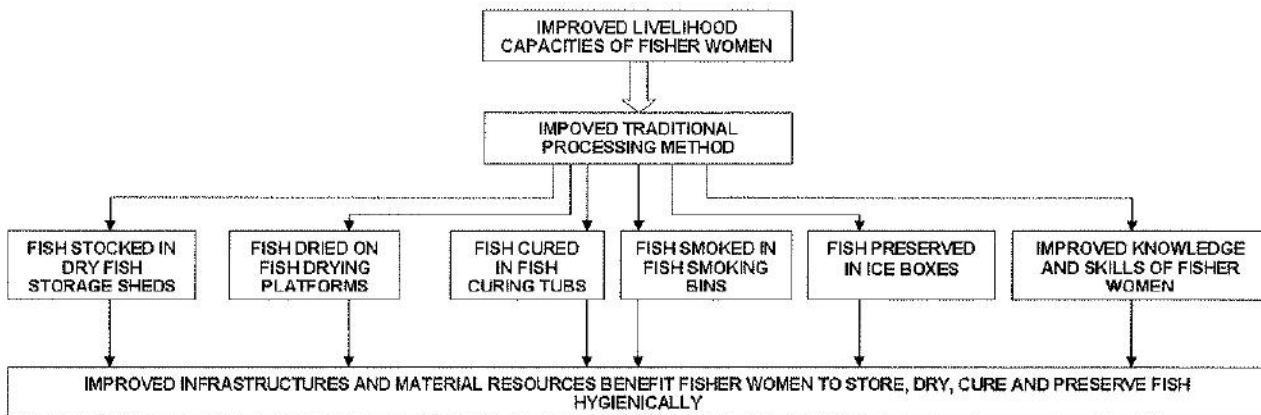 IMPROVED LIVELIHOOD
CAPACITIES OF FISHER WOMEN
IMPOVED TRADITIONAL
PROCESSING METHOD
FISH STOCKED IN
DRY FISH
STORAGE SHEDS
FISH DRIED ON
FISH DRYING
PLATFORMS
FISH CURED
IN FISH
CURING TUBS
FISH SMOKED IN
FISH SMOKING
BINS
FISH PRESERVED
IN ICE BOXES
IMPROVED KNOWLEDGE
AND SKILLS OF FISHER
WOMEN
IMPROVED INFRASTRUCTURES AND MATERIAL RESOURCES BENEFIT FISHER WOMEN TO STORE, DRY, CURE AND PRESERVE FISH
HYGIENICALLY